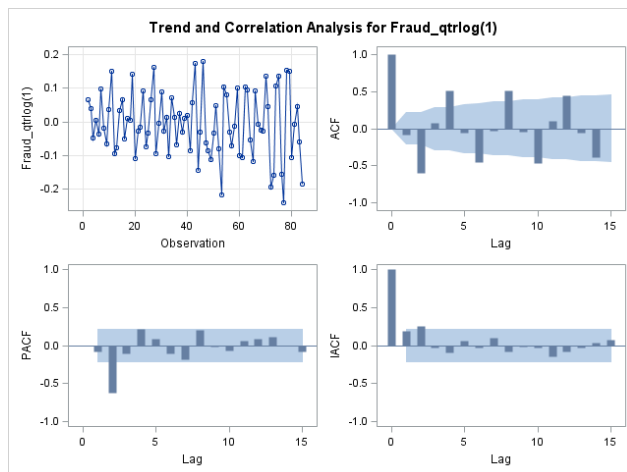 Trend and Correlation Analysis for Fraud_qtrlog(1)
Fraud_qtrlog(1)
0.2
0.1
0.0
-0.1
-0.2
0 20 40 60 80
Observation
ACF
1.0
0.5
0.0
-0.5
-1.0
0 5 10 15
Lag
PACF
1.0
0.5
0.0
-0.5
-1.0
0 5 10 15
Lag
IACF
1.0
0.5
0.0
-0.5
-1.0
0 5 10 15
Lag